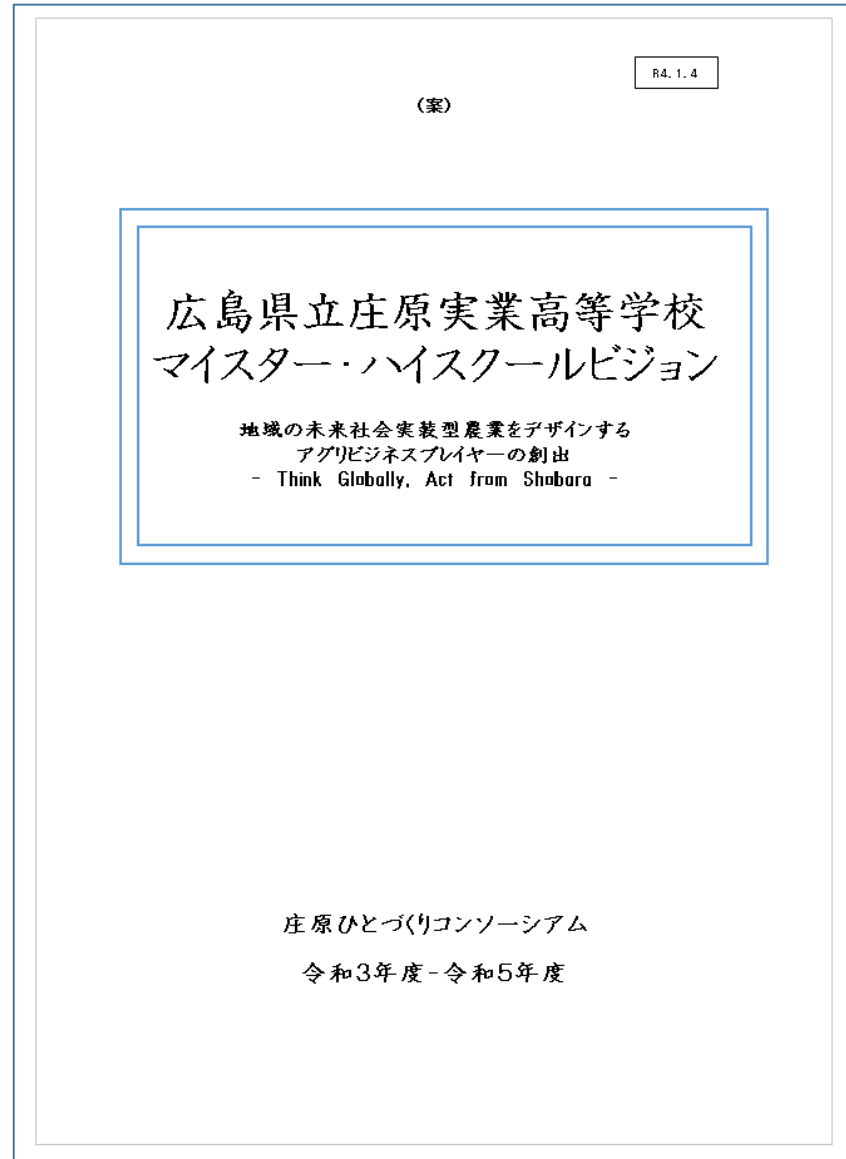 R4.1.4
（案）
広島県立庄原実業高等学校
マイスター・ハイスクールビジョン
地域の未来社会実装型農業をデザインする
アグリビジネスプレイヤーの創出
- Think Globally, Act from Shobara -
庄原ひとづくりコンソーシアム
令和3年度-令和5年度